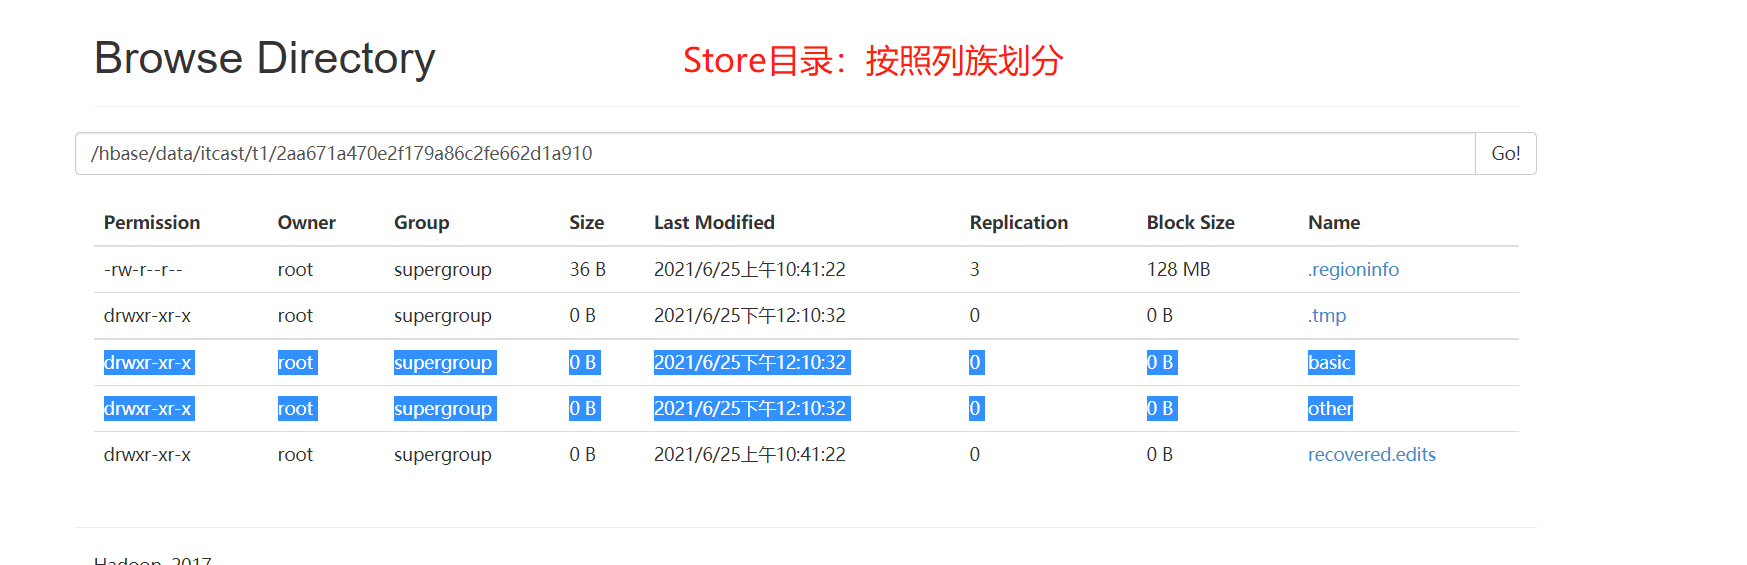 Browse Directory
Store目录：按照列族划分
/hbase/data/itcast/t1/2aa671a470e2f179a86c2fe662d1a910 Go!
Permission Owner Group Size Last Modified Replication Block Size Name
-rw-r--r-- root supergroup 36 B 2021/6/25上午10:41:22 3 128 MB .regioninfo
drwxr-xr-x root supergroup 0 B 2021/6/25下午12:10:32 0 0 B .tmp
drwxr-xr-x root supergroup 0 B 2021/6/25下午12:10:32 0 0 B basic
drwxr-xr-x root supergroup 0 B 2021/6/25下午12:10:32 0 0 B other
drwxr-xr-x root supergroup 0 B 2021/6/25上午10:41:22 0 0 B recovered.edits
Hadoop, 2017.